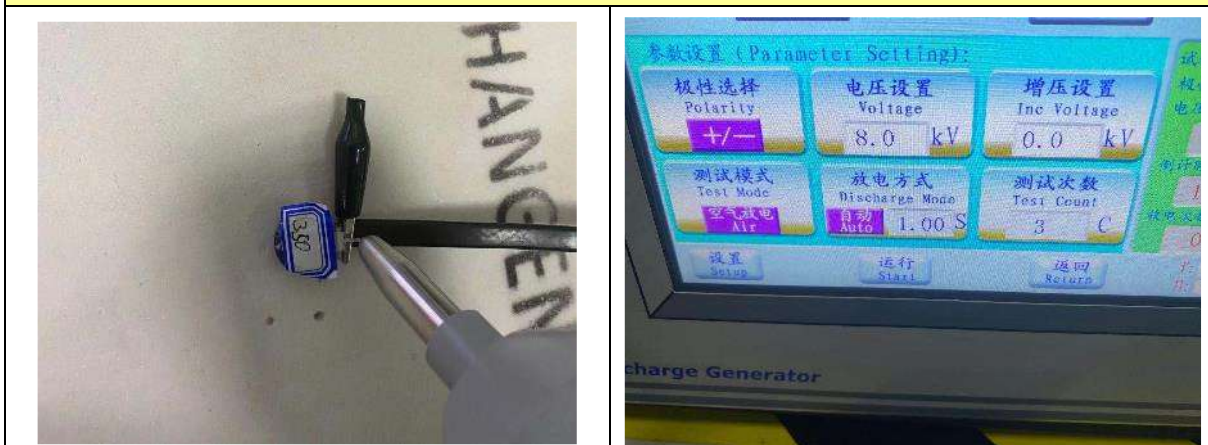 HANGEN
350
参数设置 (Parameter Setting):
极性选择
Polarity
+/—
电压设置
Voltage
8.0 kV
增压设置
Inc Voltage
0.0 kV
测试模式
Test Mode
空气放电
Air
放电方式
Discharge Mode
自动
Auto 1.00 S
测试次数
Test Count
3 C
设置
Setup
运行
Start
返回
Return
charge Generator